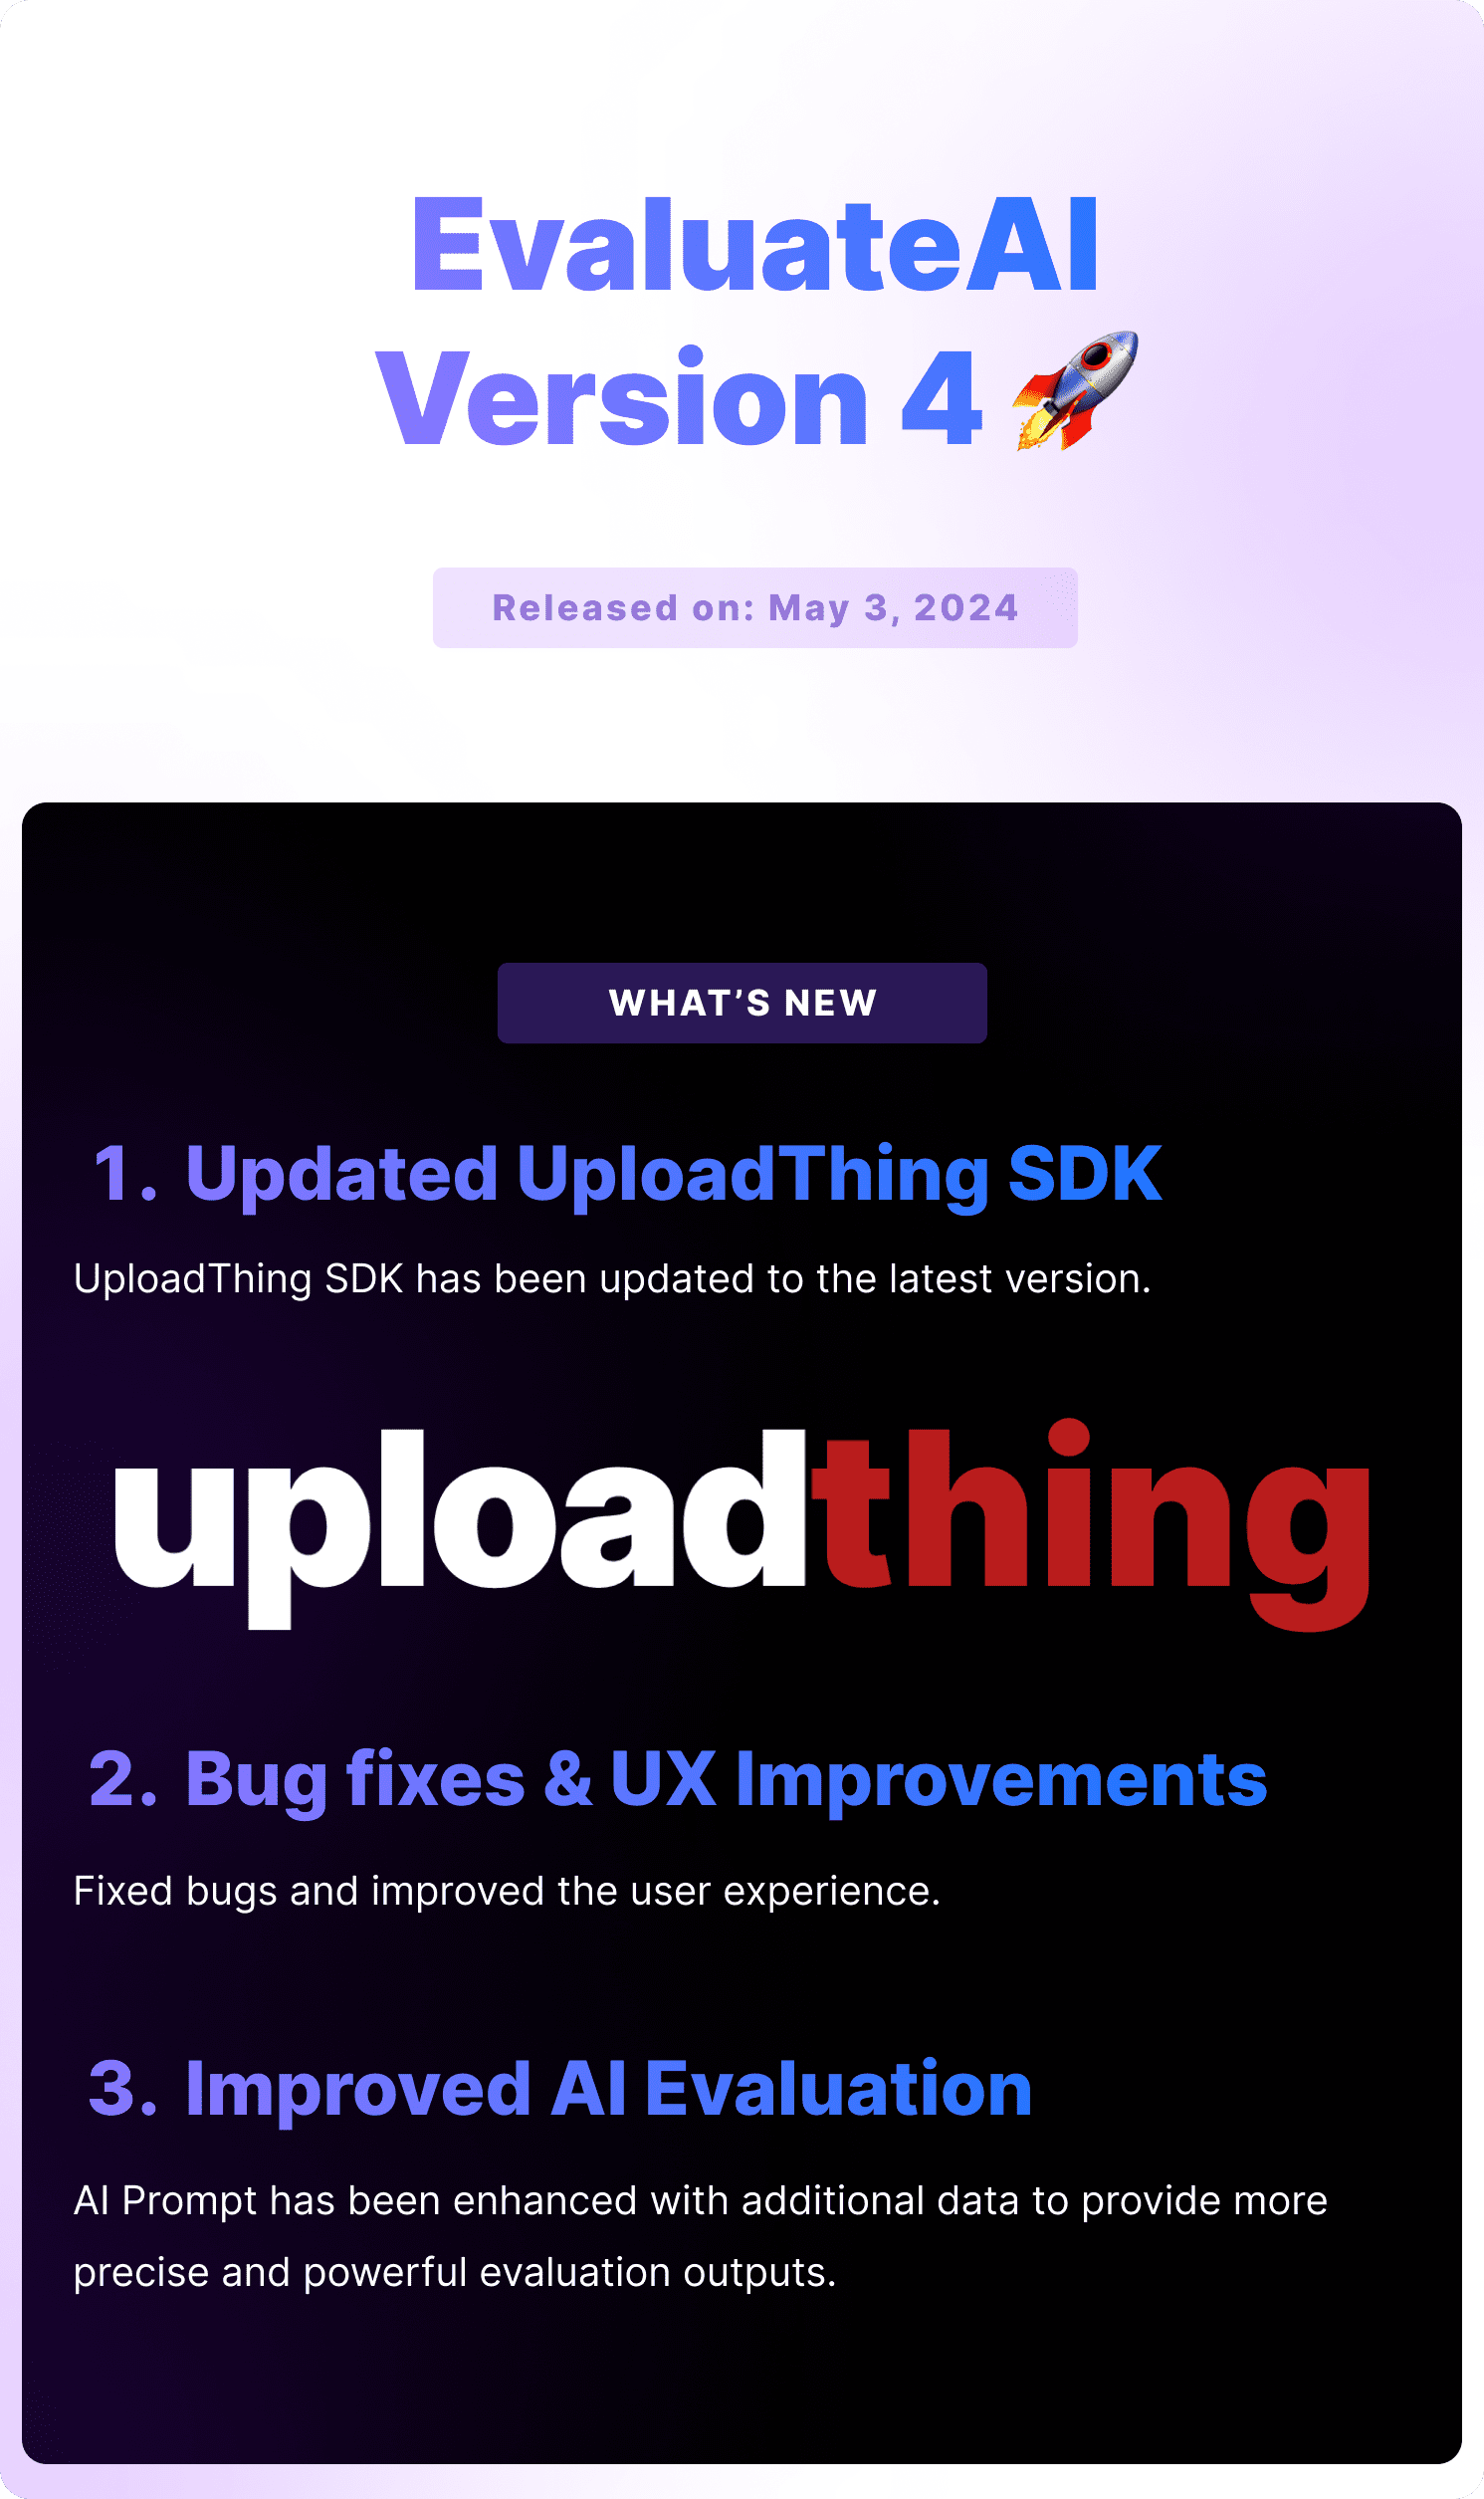 EvaluateAI
Version 4 🚀
Released on: May 3, 2024
WHAT’S NEW
1. Updated UploadThing SDK
UploadThing SDK has been updated to the latest version.
uploadthing
2. Bug fixes & UX Improvements
Fixed bugs and improved the user experience.
3. Improved AI Evaluation
AI Prompt has been enhanced with additional data to provide more
precise and powerful evaluation outputs.